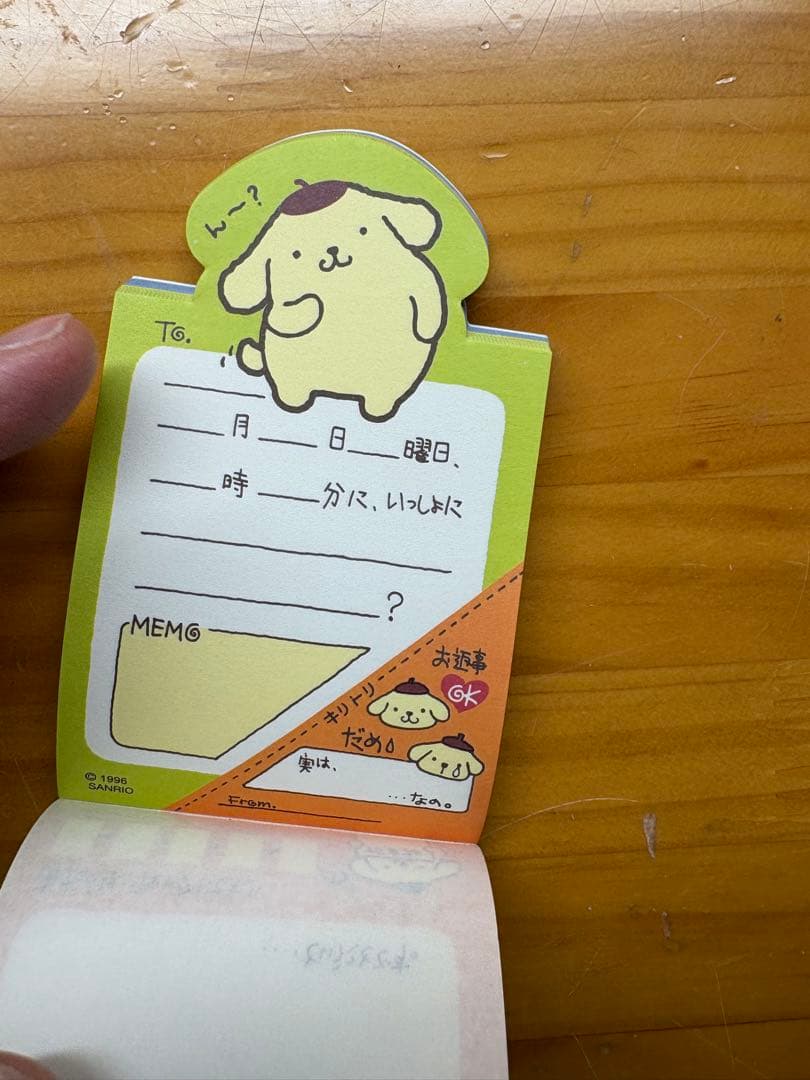 ん～?
To.
月 日 曜日、
時 分に、いっしょに
?
MEMO
お返事
OK
キリトリ
だめ
実は、
...なの。
From.
© 1996
SANRIO